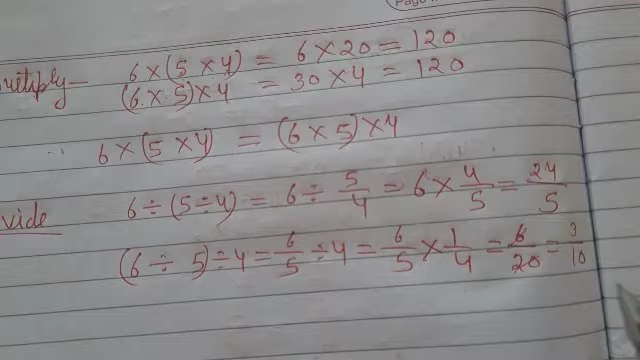 6 × (5 × 4) = 6 × 20 = 120
(6 × 5) × 4 = 30 × 4 = 120
∴ 6 × (5 × 4) = (6 × 5) × 4
vide 6 ÷ (5 ÷ 4) = 6 ÷ 5/4 = 6 × 4/5 = 24/5
(6 ÷ 5) ÷ 4 = 6/5 ÷ 4 = 6/5 × 1/4 = 6/20 = 3/10